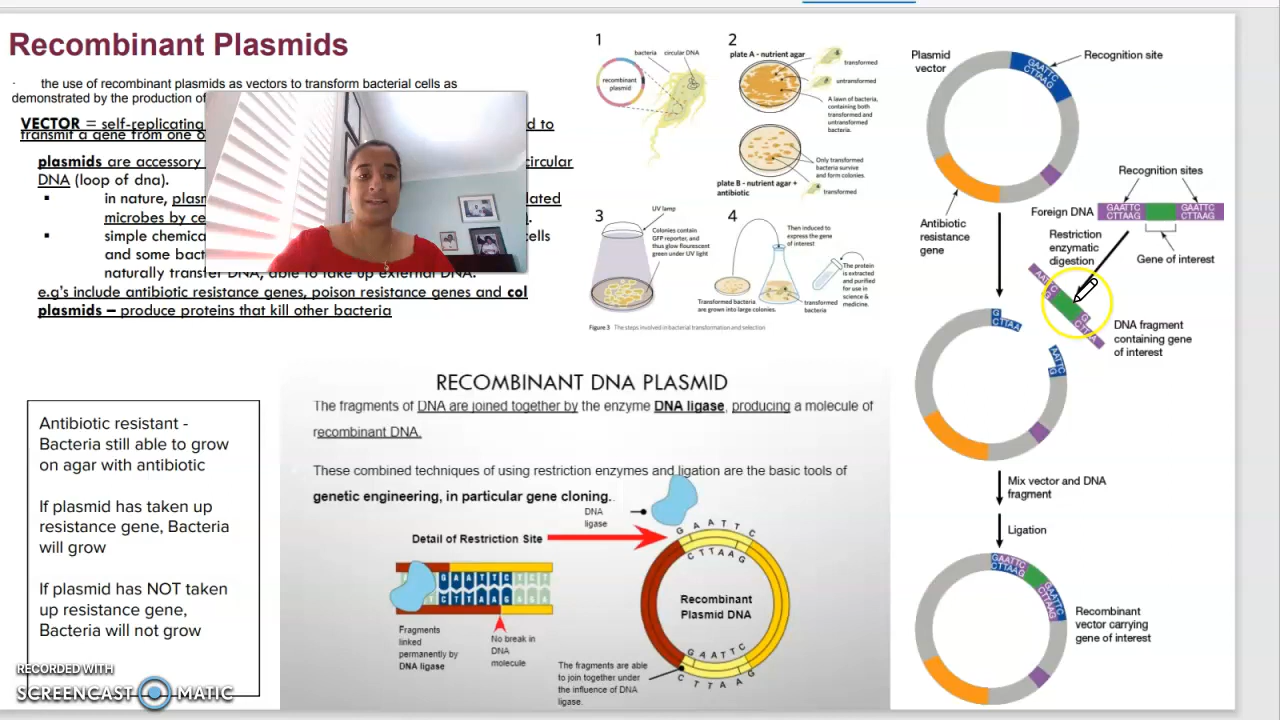 Recombinant Plasmids
the use of recombinant plasmids as vectors to transform bacterial cells as
demonstrated by the production of
VECTOR = self replicating
d to
transmit a gene from one o
plasmids are accessory
circular
DNA (loop of dna).
in nature, plasm
lated
microbes by ce
simple chemica
cells
and some bact
naturally transfer DNA, able to take up external DNA.
e.g's include antibiotic resistance genes, poison resistance genes and col
plasmids – produce proteins that kill other bacteria
Antibiotic resistant -
Bacteria still able to grow
on agar with antibiotic
If plasmid has taken up
resistance gene, Bacteria
will grow
If plasmid has NOT taken
up resistance gene,
Bacteria will not grow
RECORDED WITH
SCREENCAST MATIC
1
bacteria
circular DNA
recombinant
plasmid
2
plate A - nutrient agar
transformed
untransformed
A lawn of bacteria,
containing both
transformed and
untransformed
bacteria.
Only transformed
bacteria survive
and form colonies.
plate B - nutrient agar +
antibiotic
transformed
3
UV lamp
Colonies contain
GFP reporter, and
thus glow flourescent
green under UV light
4
Then induced to
express the gene
of interest
The protein
is extracted
and purified
for use in
science &
medicine.
Transformed bacteria
are grown into large colonies.
transformed
bacteria
Figure 3 The steps involved in bacterial transformation and selection
RECOMBINANT DNA PLASMID
The fragments of DNA are joined together by the enzyme DNA ligase, producing a molecule of
recombinant DNA.
These combined techniques of using restriction enzymes and ligation are the basic tools of
genetic engineering, in particular gene cloning.
DNA
ligase
Detail of Restriction Site
GAATTC
CTTAAG
Fragments
linked
permanently by
DNA ligase
No break in
DNA
molecule
GAATTC
CTTAAG
Recombinant
Plasmid DNA
GAATTC
CTTAAG
The fragments are able
to join together under
the influence of DNA
ligase.
Plasmid
vector
GAATTC
CTTAAG
Recognition site
Recognition sites
Foreign DNA
GAATTC
CTTAAG
GAATTC
CTTAAG
Antibiotic
resistance
gene
Restriction
enzymatic
digestion
Gene of interest
AATTC
G
G
CTTAA
DNA fragment
containing gene
of interest
G
CTTAA
AATTC
G
Mix vector and DNA
fragment
Ligation
GAATTC
CTTAAG
GAATTC
CTTAAG
Recombinant
vector carrying
gene of interest